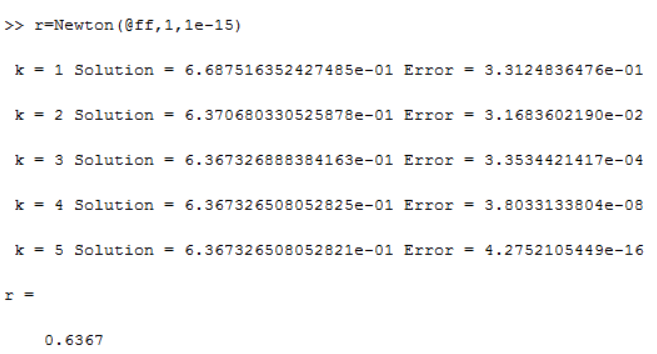 >> r=Newton(@ff,1,1e-15)
k = 1 Solution = 6.687516352427485e-01 Error = 3.3124836476e-01
k = 2 Solution = 6.370680330525878e-01 Error = 3.1683602190e-02
k = 3 Solution = 6.367326888384163e-01 Error = 3.3534421417e-04
k = 4 Solution = 6.367326508052825e-01 Error = 3.8033133804e-08
k = 5 Solution = 6.367326508052821e-01 Error = 4.2752105449e-16
r =
0.6367